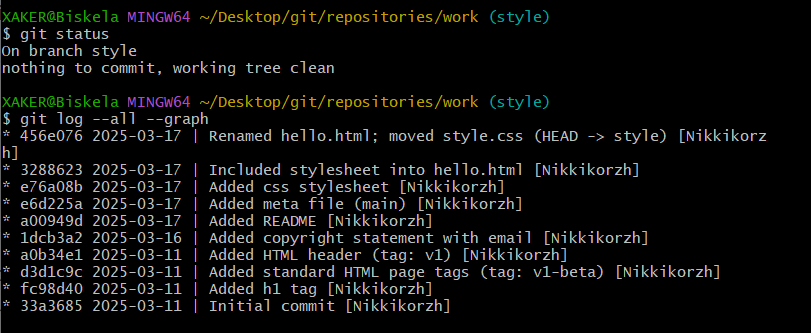 XAKER@Biskela MINGW64 ~/Desktop/git/repositories/work (style)
$ git status
On branch style
nothing to commit, working tree clean

XAKER@Biskela MINGW64 ~/Desktop/git/repositories/work (style)
$ git log --all --graph
* 456e076 2025-03-17 | Renamed hello.html; moved style.css (HEAD -> style) [Nikkikorz
h]
* 3288623 2025-03-17 | Included stylesheet into hello.html [Nikkikorzh]
* e76a08b 2025-03-17 | Added css stylesheet [Nikkikorzh]
* e6d225a 2025-03-17 | Added meta file (main) [Nikkikorzh]
* a00949d 2025-03-17 | Added README [Nikkikorzh]
* 1dcb3a2 2025-03-16 | Added copyright statement with email [Nikkikorzh]
* a0b34e1 2025-03-11 | Added HTML header (tag: v1) [Nikkikorzh]
* d3d1c9c 2025-03-11 | Added standard HTML page tags (tag: v1-beta) [Nikkikorzh]
* fc98d40 2025-03-11 | Added h1 tag [Nikkikorzh]
* 33a3685 2025-03-11 | Initial commit [Nikkikorzh]